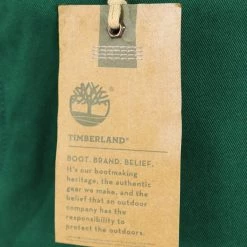 TIMBERLAND®
BOOT. BRAND. BELIEF.
It's our bootmaking
heritage, the authentic
gear we make, and the
belief that an outdoor
company has the
responsibility to
protect the outdoors.